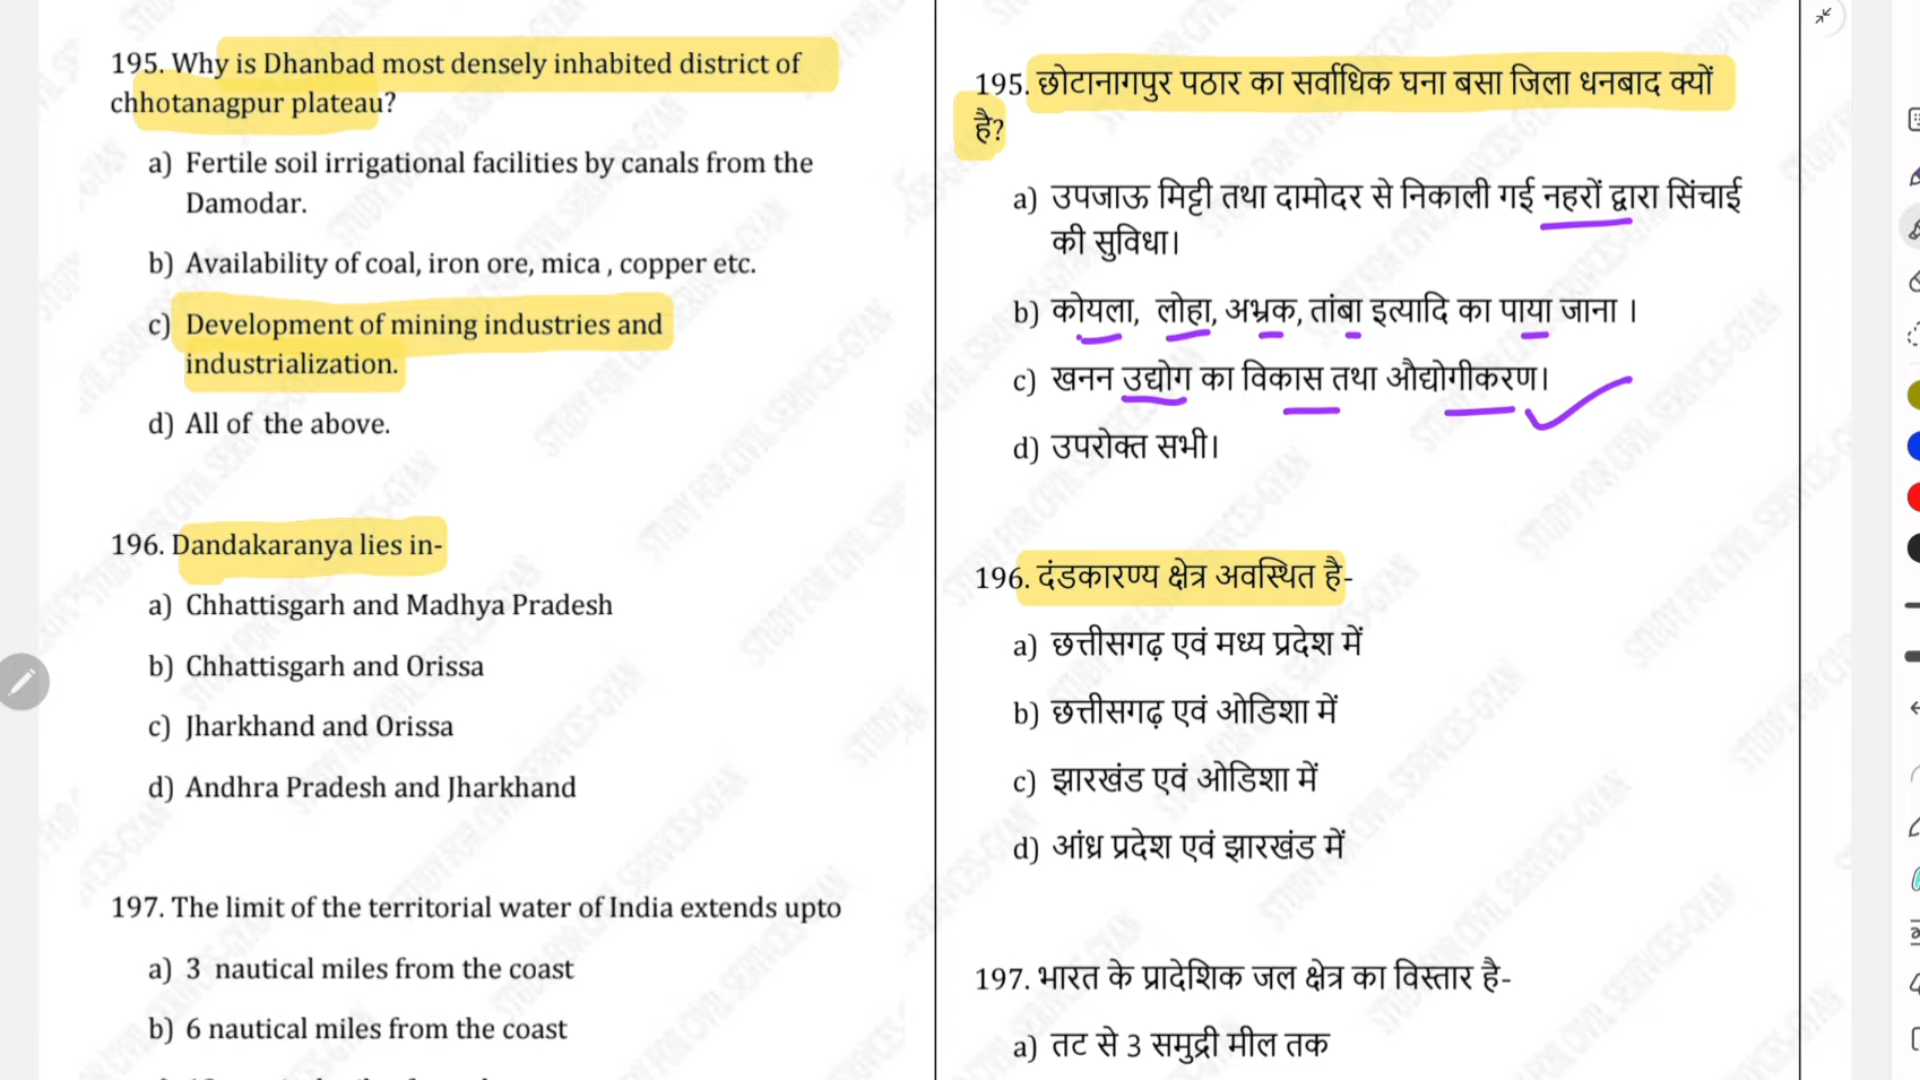 195. Why is Dhanbad most densely inhabited district of
chhotanagpur plateau?
a) Fertile soil irrigational facilities by canals from the
Damodar.
b) Availability of coal, iron ore, mica , copper etc.
c) Development of mining industries and
industrialization.
d) All of the above.
196. Dandakaranya lies in-
a) Chhattisgarh and Madhya Pradesh
b) Chhattisgarh and Orissa
c) Jharkhand and Orissa
d) Andhra Pradesh and Jharkhand
197. The limit of the territorial water of India extends upto
a) 3 nautical miles from the coast
b) 6 nautical miles from the coast
195. छोटानागपुर पठार का सर्वाधिक घना बसा जिला धनबाद क्यों
है?
a) उपजाऊ मिट्टी तथा दामोदर से निकाली गई नहरों द्वारा सिंचाई
की सुविधा।
b) कोयला, लोहा, अभ्रक, तांबा इत्यादि का पाया जाना ।
c) खनन उद्योग का विकास तथा औद्योगीकरण।
d) उपरोक्त सभी।
196. दंडकारण्य क्षेत्र अवस्थित है-
a) छत्तीसगढ़ एवं मध्य प्रदेश में
b) छत्तीसगढ़ एवं ओडिशा में
c) झारखंड एवं ओडिशा में
d) आंध्र प्रदेश एवं झारखंड में
197. भारत के प्रादेशिक जल क्षेत्र का विस्तार है-
a) तट से 3 समुद्री मील तक
STUDY FOR CIVIL SERVICES-GYAN